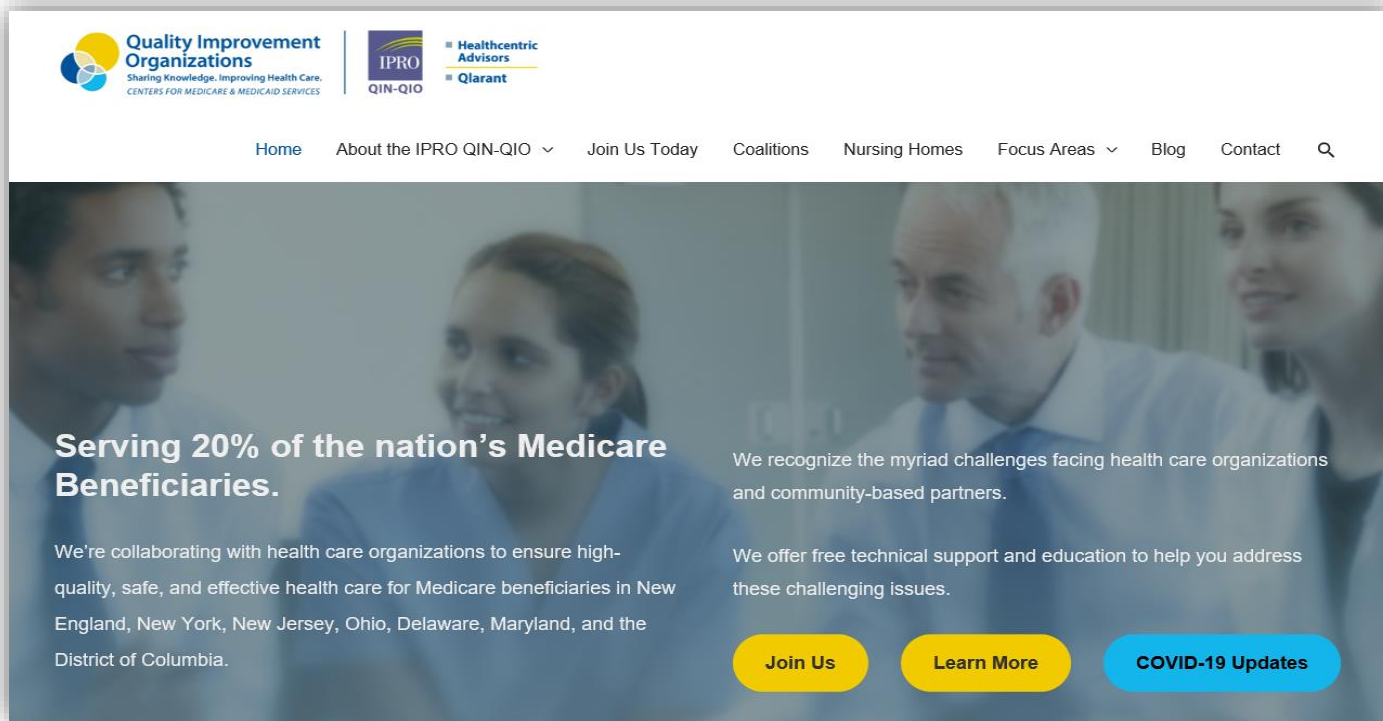 Quality Improvement
Organizations
Sharing Knowledge. Improving Health Care.
CENTERS FOR MEDICARE & MEDICAID SERVICES
IPRO
QIN-QIO
Healthcentric
Advisors
Qlarant
Home About the IPRO QIN-QIO Join Us Today Coalitions Nursing Homes Focus Areas Blog Contact
Serving 20% of the nation’s Medicare
Beneficiaries.
We’re collaborating with health care organizations to ensure high-
quality, safe, and effective health care for Medicare beneficiaries in New
England, New York, New Jersey, Ohio, Delaware, Maryland, and the
District of Columbia.
We recognize the myriad challenges facing health care organizations
and community-based partners.
We offer free technical support and education to help you address
these challenging issues.
Join Us Learn More COVID-19 Updates